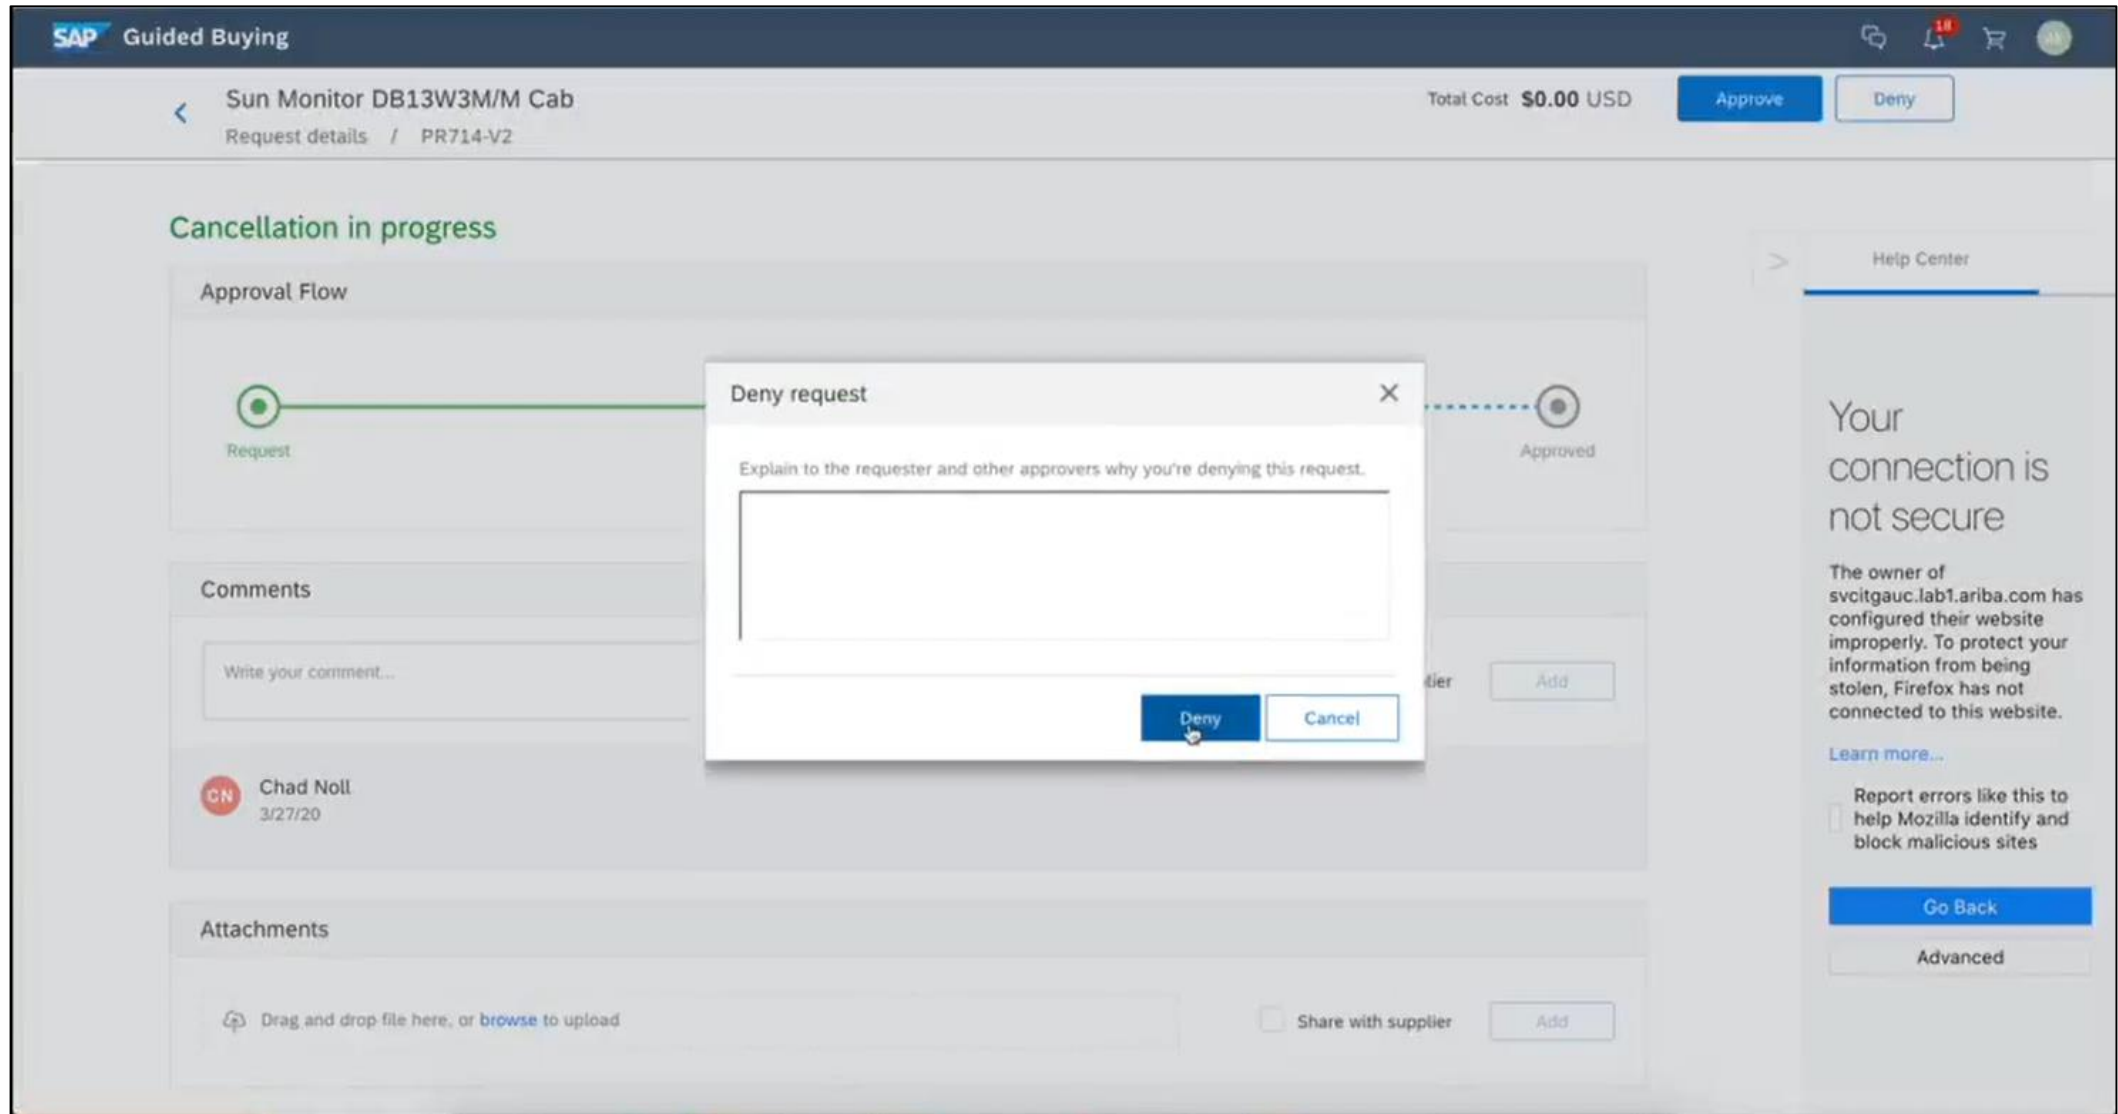 SAP Guided Buying
18
Sun Monitor DB13W3M/M Cab
Request details / PR714-V2
Total Cost $0.00 USD
Approve
Deny
Cancellation in progress
Approval Flow
Request
Approved
Deny request
Explain to the requester and other approvers why you're denying this request.
Deny
Cancel
Comments
Write your comment...
lier
Add
CN
Chad Noll
3/27/20
Attachments
Drag and drop file here, or browse to upload
Share with supplier
Add
Help Center
Your
connection is
not secure
The owner of
svcitgauc.lab1.ariba.com has
configured their website
improperly. To protect your
information from being
stolen, Firefox has not
connected to this website.
Learn more...
Report errors like this to
help Mozilla identify and
block malicious sites
Go Back
Advanced